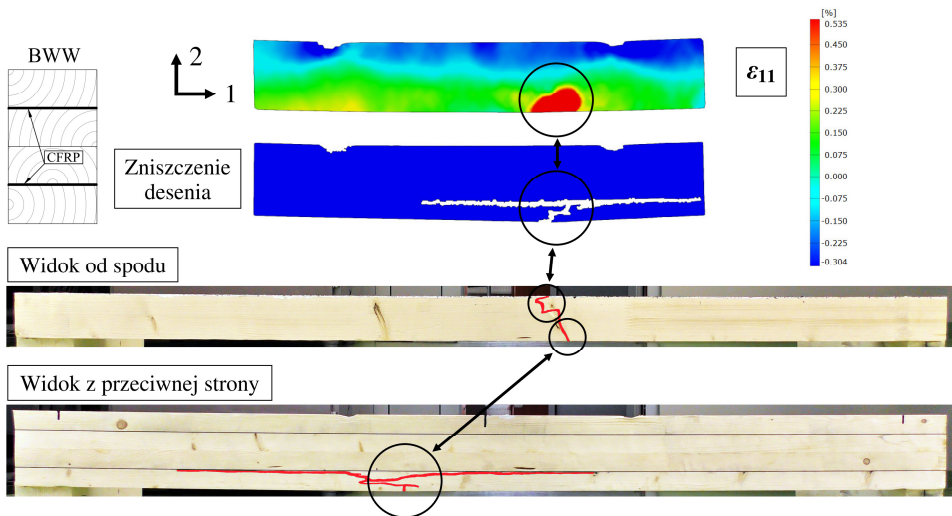 BWW
CFRP
2
1
ε11
[%]
0.535
0.450
0.375
0.300
0.225
0.150
0.075
0.000
-0.075
-0.150
-0.225
-0.304
Zniszczenie
desenia
Widok od spodu
Widok z przeciwnej strony